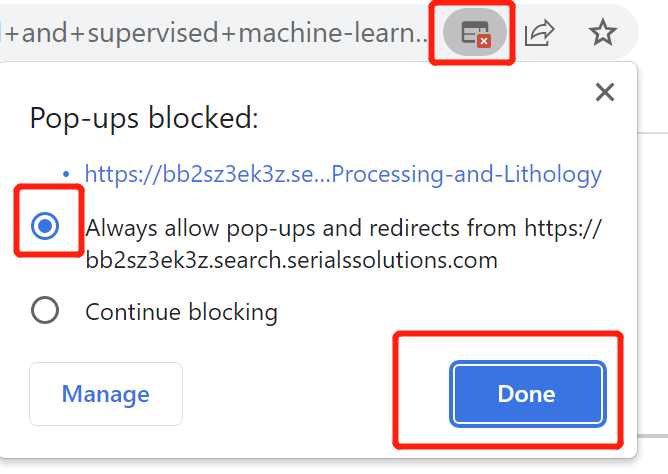 +and+supervised+machine-learn...
Pop-ups blocked:
• https://bb2sz3ek3z.se...Processing-and-Lithology
Always allow pop-ups and redirects from https://
bb2sz3ek3z.search.serialssolutions.com
Continue blocking
Manage
Done